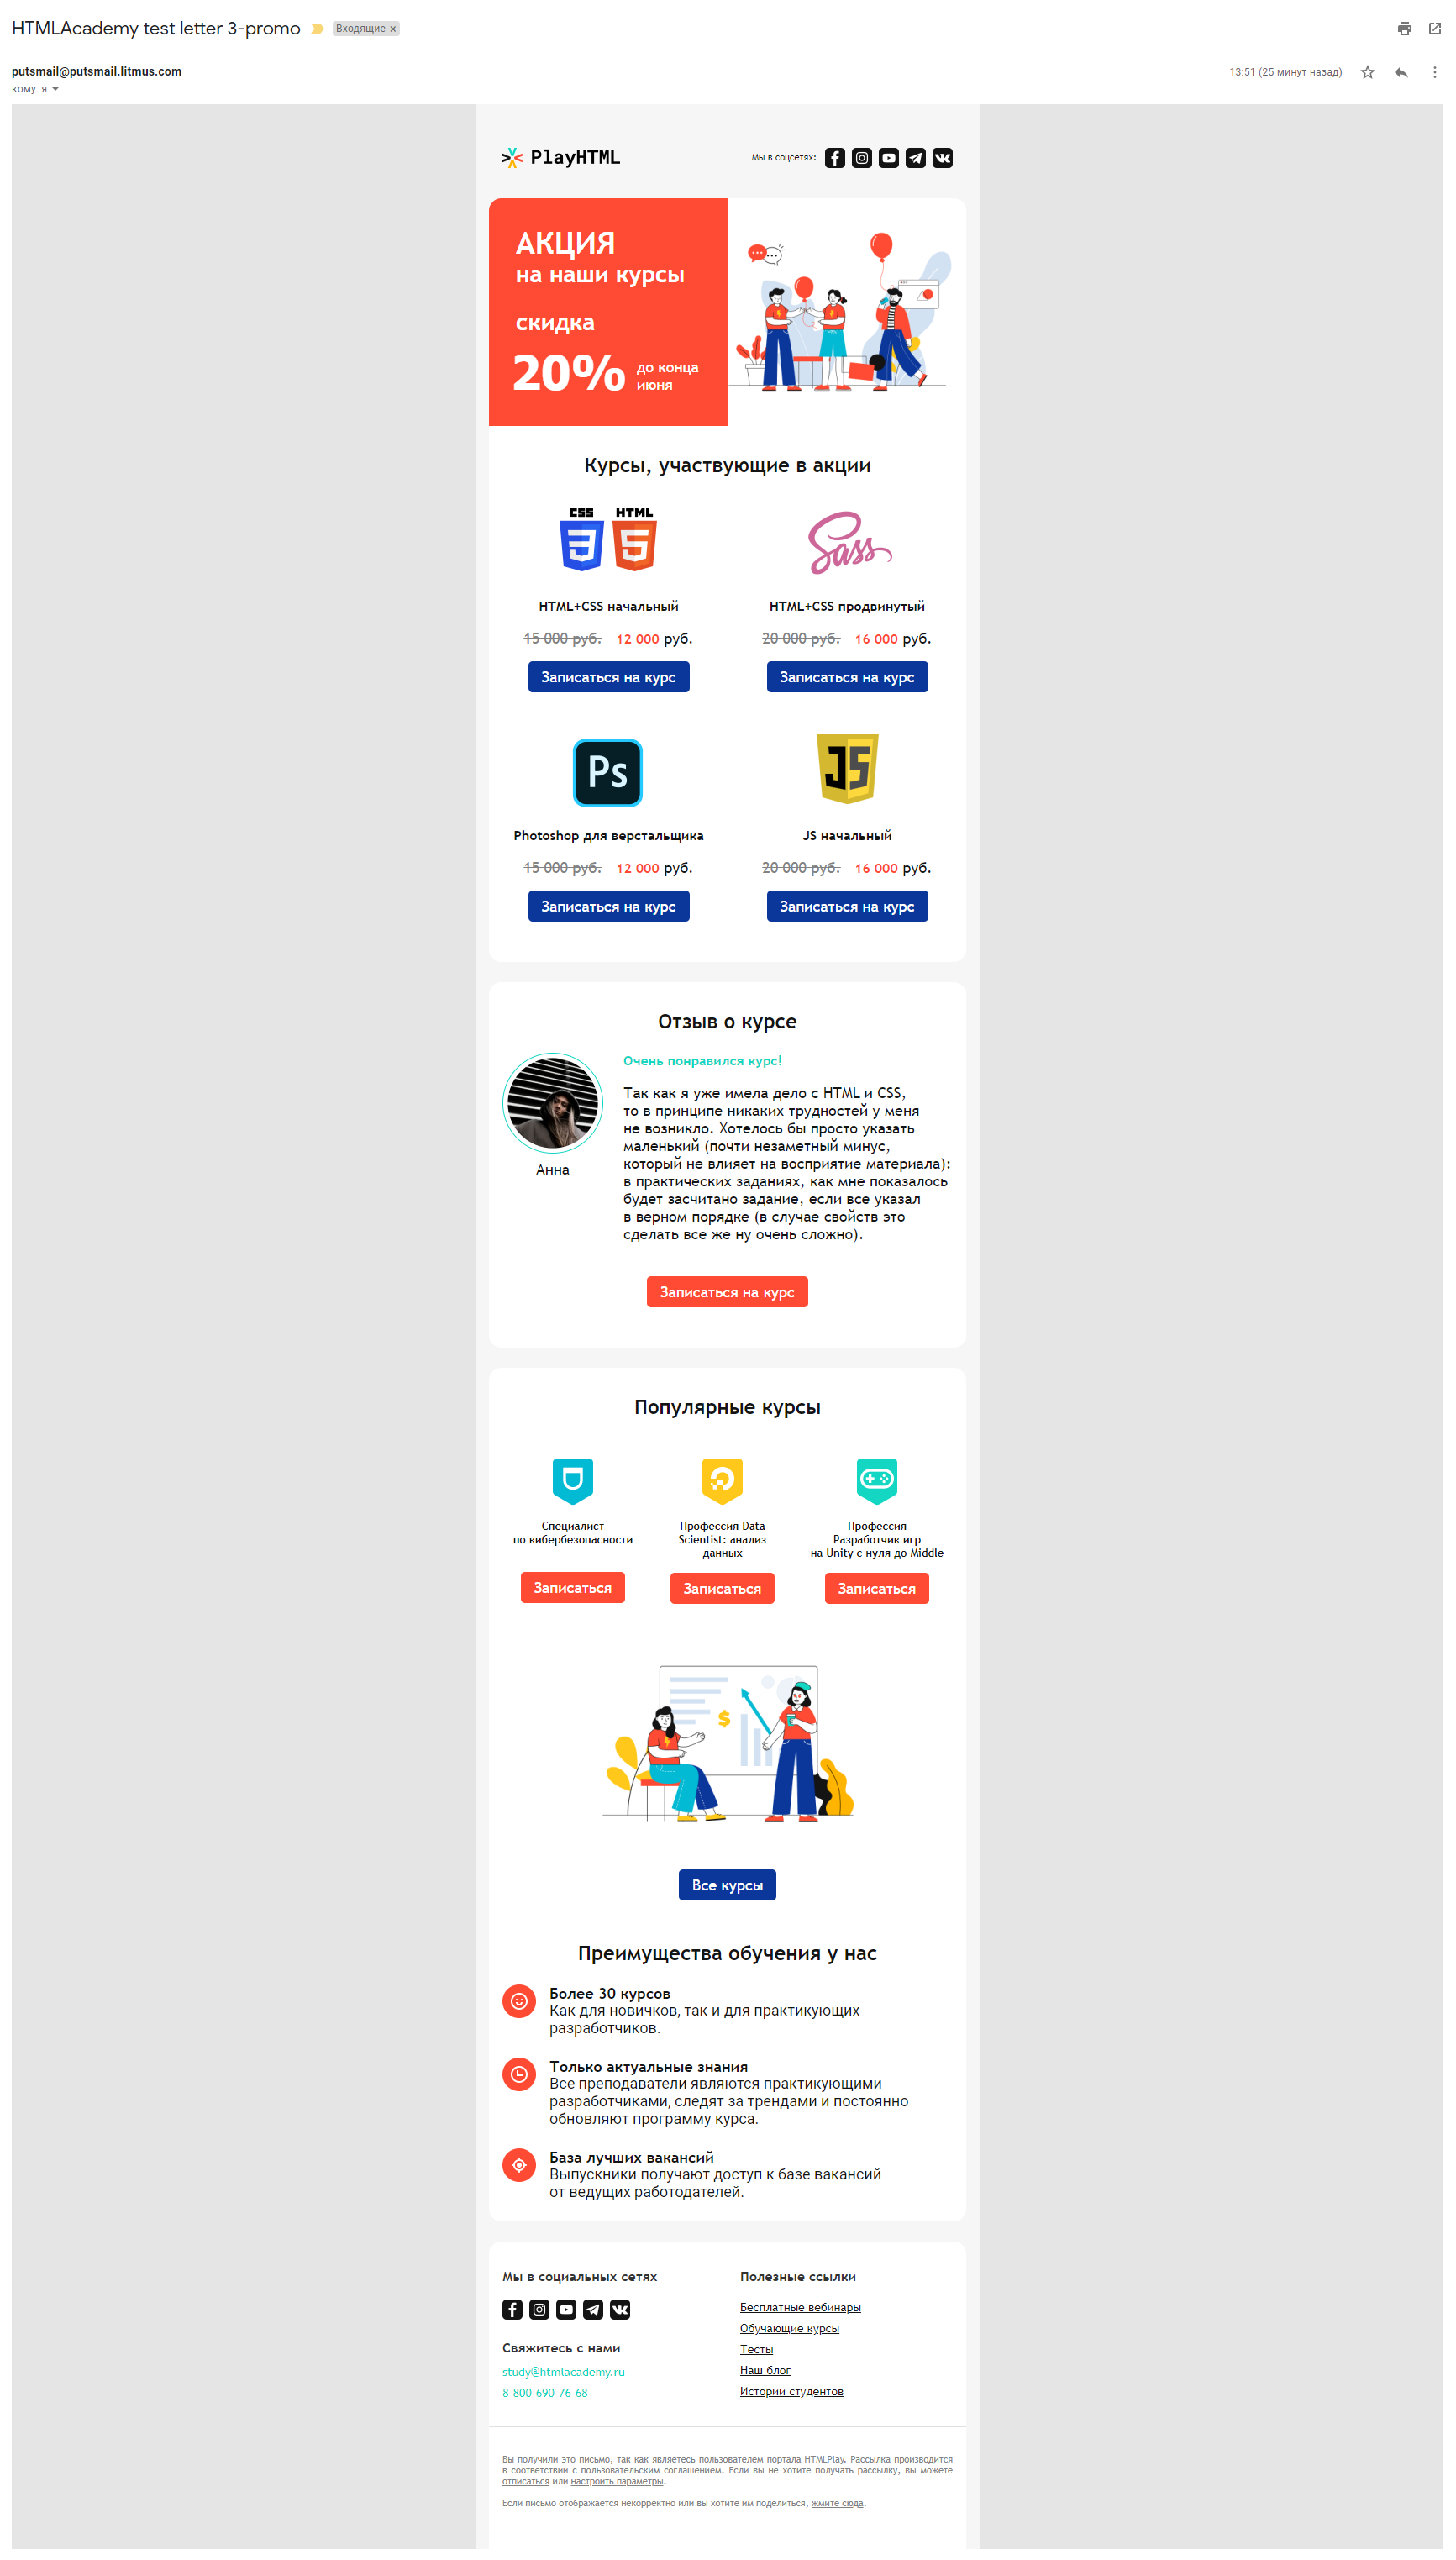 HTMLAcademy test letter 3-promo
Входящие ×
putsmail@putsmail.litmus.com
13:51 (25 минут назад)
кому: я
PlayHTML
Мы в соцсетях:
АКЦИЯ
на наши курсы
скидка
20% до конца
июня
Курсы, участвующие в акции
CSS HTML
Sass
HTML+CSS начальный
HTML+CSS продвинутый
15 000 руб. 12 000 руб.
20 000 руб. 16 000 руб.
Записаться на курс
Записаться на курс
Ps
JS
Photoshop для верстальщика
JS начальный
15 000 руб. 12 000 руб.
20 000 руб. 16 000 руб.
Записаться на курс
Записаться на курс
Отзыв о курсе
Очень понравился курс!
Так как я уже имела дело с HTML и CSS,
то в принципе никаких трудностей у меня
не возникло. Хотелось бы просто указать
маленький (почти незаметный минус,
который не влияет на восприятие материала):
в практических заданиях, как мне показалось
будет засчитано задание, если все указал
в верном порядке (в случае свойств это
сделать все же ну очень сложно).
Анна
Записаться на курс
Популярные курсы
Специалист
по кибербезопасности
Профессия Data
Scientist: анализ
данных
Профессия
Разработчик игр
на Unity с нуля до Middle
Записаться
Записаться
Записаться
$
Все курсы
Преимущества обучения у нас
Более 30 курсов
Как для новичков, так и для практикующих
разработчиков.
Только актуальные знания
Все преподаватели являются практикующими
разработчиками, следят за трендами и постоянно
обновляют программу курса.
База лучших вакансий
Выпускники получают доступ к базе вакансий
от ведущих работодателей.
Мы в социальных сетях
Свяжитесь с нами
study@htmlacademy.ru
8-800-690-76-68
Полезные ссылки
Бесплатные вебинары
Обучающие курсы
Тесты
Наш блог
Истории студентов
Вы получили это письмо, так как являетесь пользователем портала HTMLPlay. Рассылка производится
в соответствии с пользовательским соглашением. Если вы не хотите получать рассылку, вы можете
отписаться или настроить параметры.
Если письмо отображается некорректно или вы хотите им поделиться, жмите сюда.